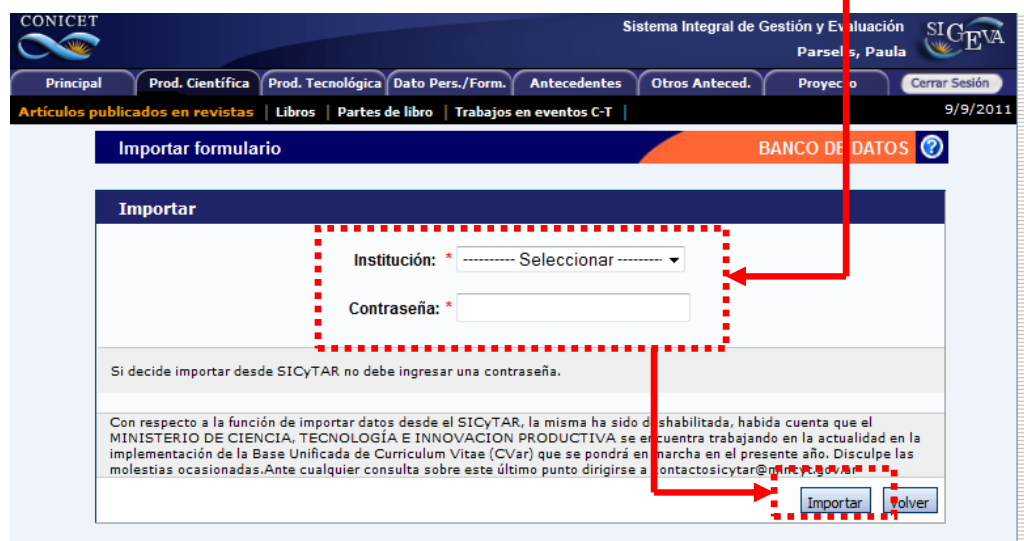 CONICET
Sistema Integral de Gestión y Evaluación
SIGEVA
Parsells, Paula
Principal Prod. Científica Prod. Tecnológica Dato Pers./Form. Antecedentes Otros Anteced. Proyecto Cerrar Sesión
Artículos publicados en revistas | Libros | Partes de libro | Trabajos en eventos C-T | 9/9/2011
Importar formulario BANCO DE DATOS ?
Importar
Institución: * ---------- Seleccionar ---------
Contraseña: *
Si decide importar desde SICyTAR no debe ingresar una contraseña.
Con respecto a la función de importar datos desde el SICyTAR, la misma ha sido deshabilitada, habida cuenta que el
MINISTERIO DE CIENCIA, TECNOLOGÍA E INNOVACION PRODUCTIVA se encuentra trabajando en la actualidad en la
implementación de la Base Unificada de Curriculum Vitae (CVar) que se pondrá en marcha en el presente año. Disculpe las
molestias ocasionadas.Ante cualquier consulta sobre este último punto dirigirse a contactosicytar@mincyt.gov.ar
Importar Volver